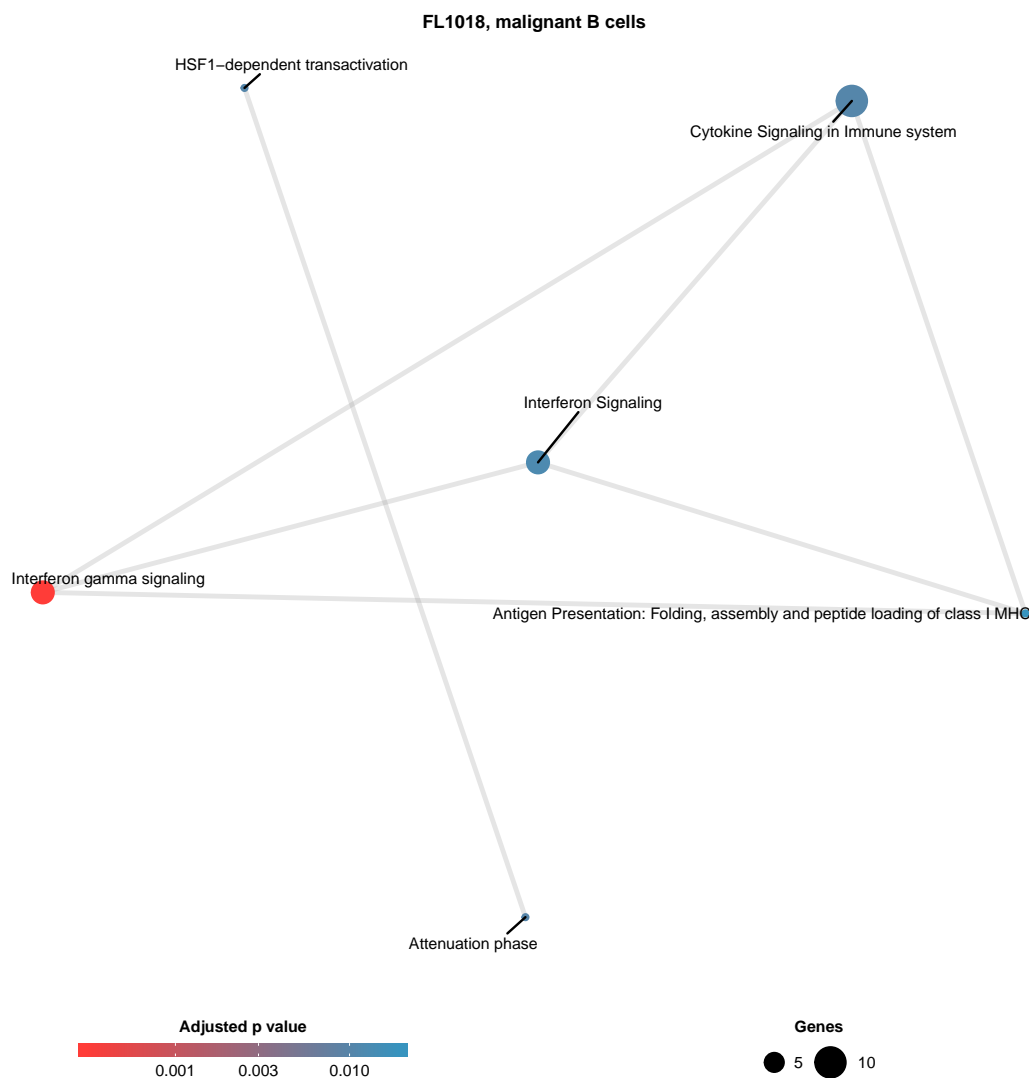 FL1018, malignant B cells
HSF1−dependent transactivation
Cytokine Signaling in Immune system
Interferon Signaling
Interferon gamma signaling
Antigen Presentation: Folding, assembly and peptide loading of class I MHC
Attenuation phase
Adjusted p value
0.001 0.003 0.010
Genes
5 10